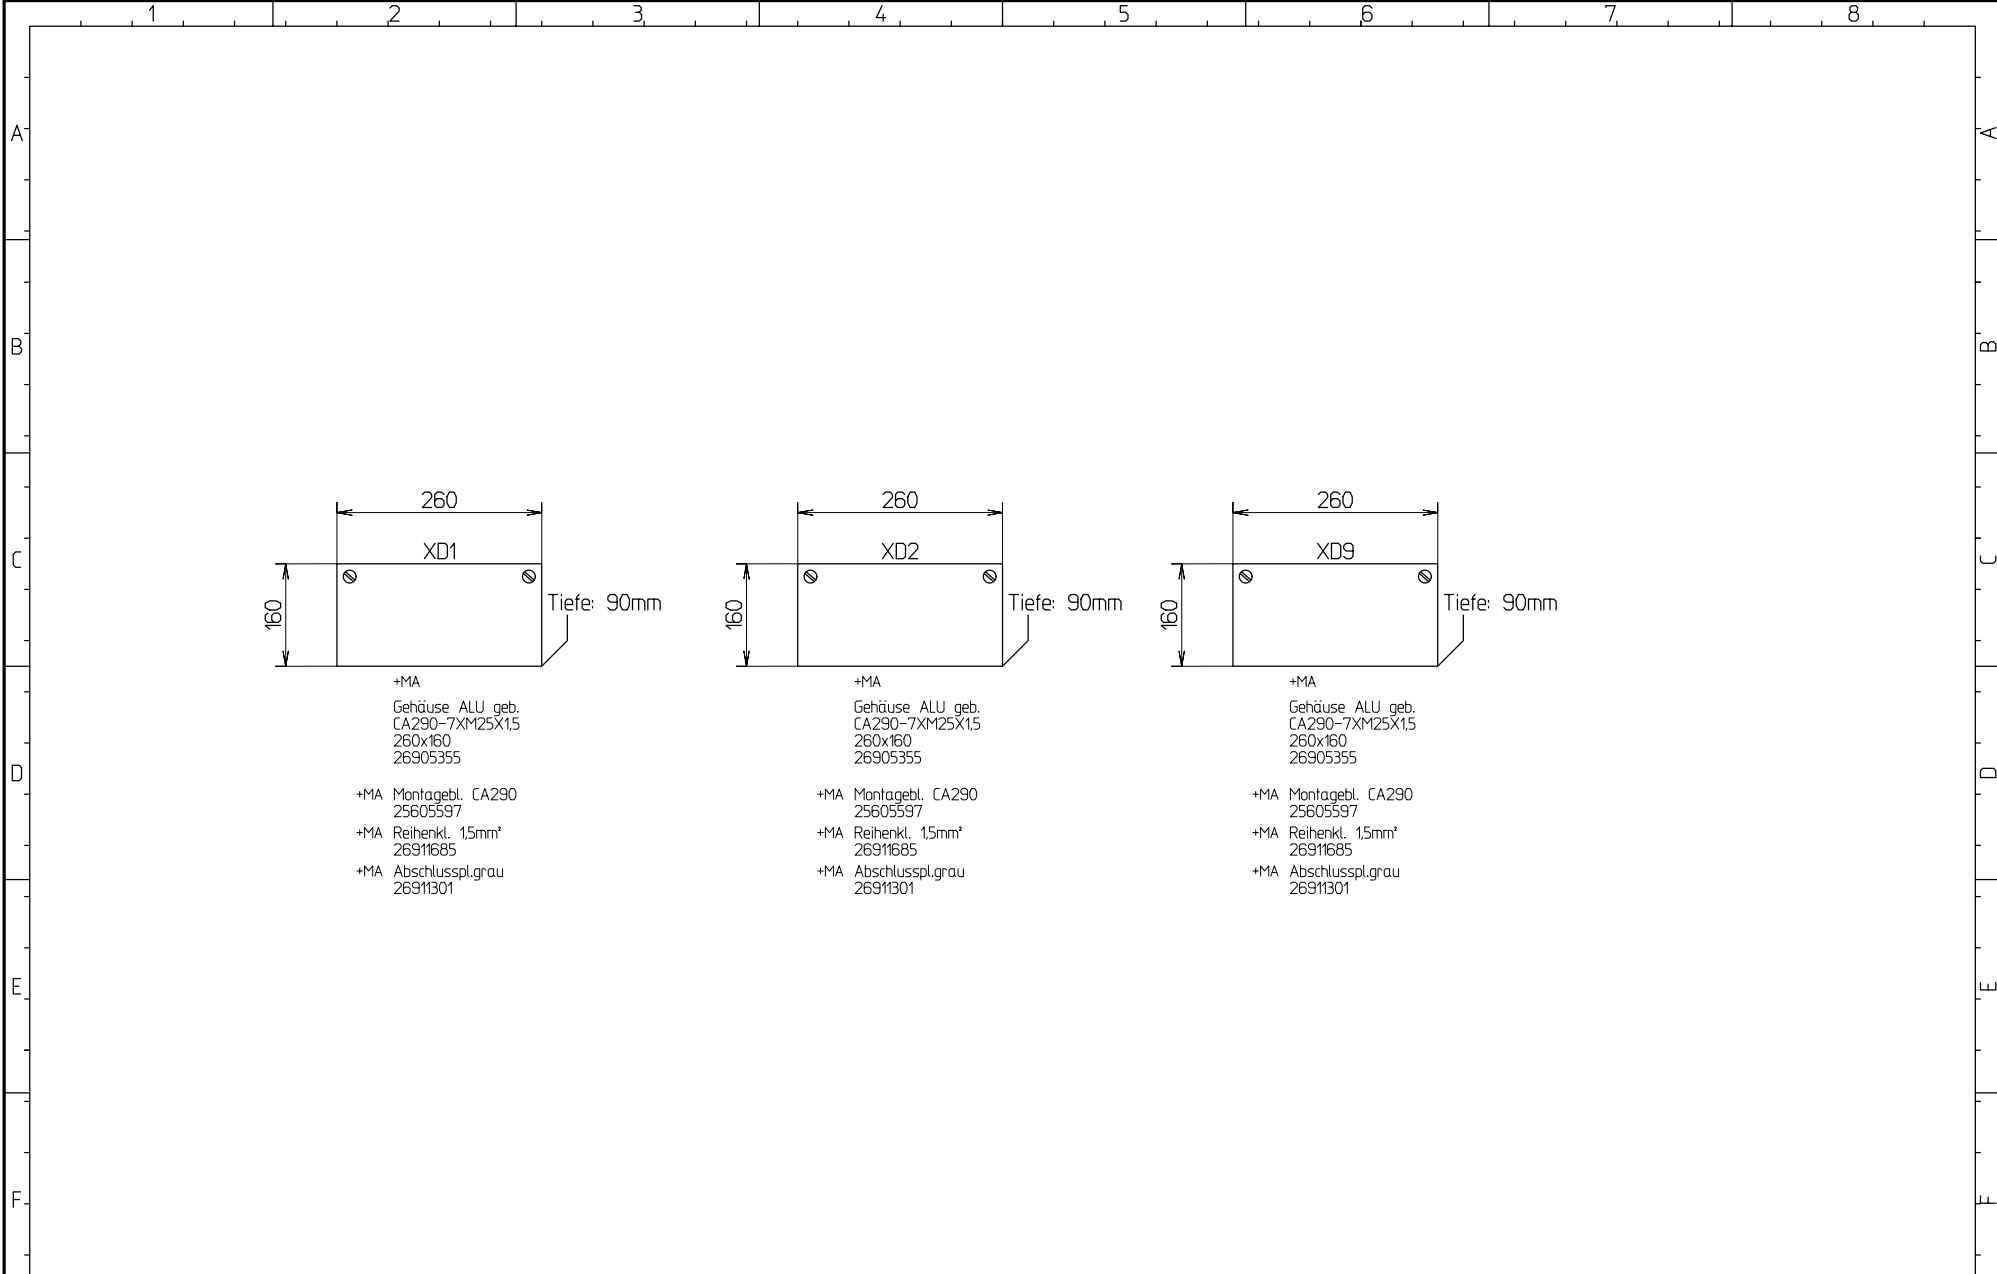 1 2 3 4 5 6 7 8
A A
B B
260 260 260
XD1 XD2 XD9
C C
160 Tiefe: 90mm 160 Tiefe: 90mm 160 Tiefe: 90mm
+MA
Gehäuse ALU geb.
CA290-7XM25X1,5
260x160
26905355
+MA Montagebl. CA290
25605597
+MA Reihenkl. 1,5mm²
26911685
+MA Abschlusspl.grau
26911301
+MA
Gehäuse ALU geb.
CA290-7XM25X1,5
260x160
26905355
+MA Montagebl. CA290
25605597
+MA Reihenkl. 1,5mm²
26911685
+MA Abschlusspl.grau
26911301
+MA
Gehäuse ALU geb.
CA290-7XM25X1,5
260x160
26905355
+MA Montagebl. CA290
25605597
+MA Reihenkl. 1,5mm²
26911685
+MA Abschlusspl.grau
26911301
D D
E E
F F